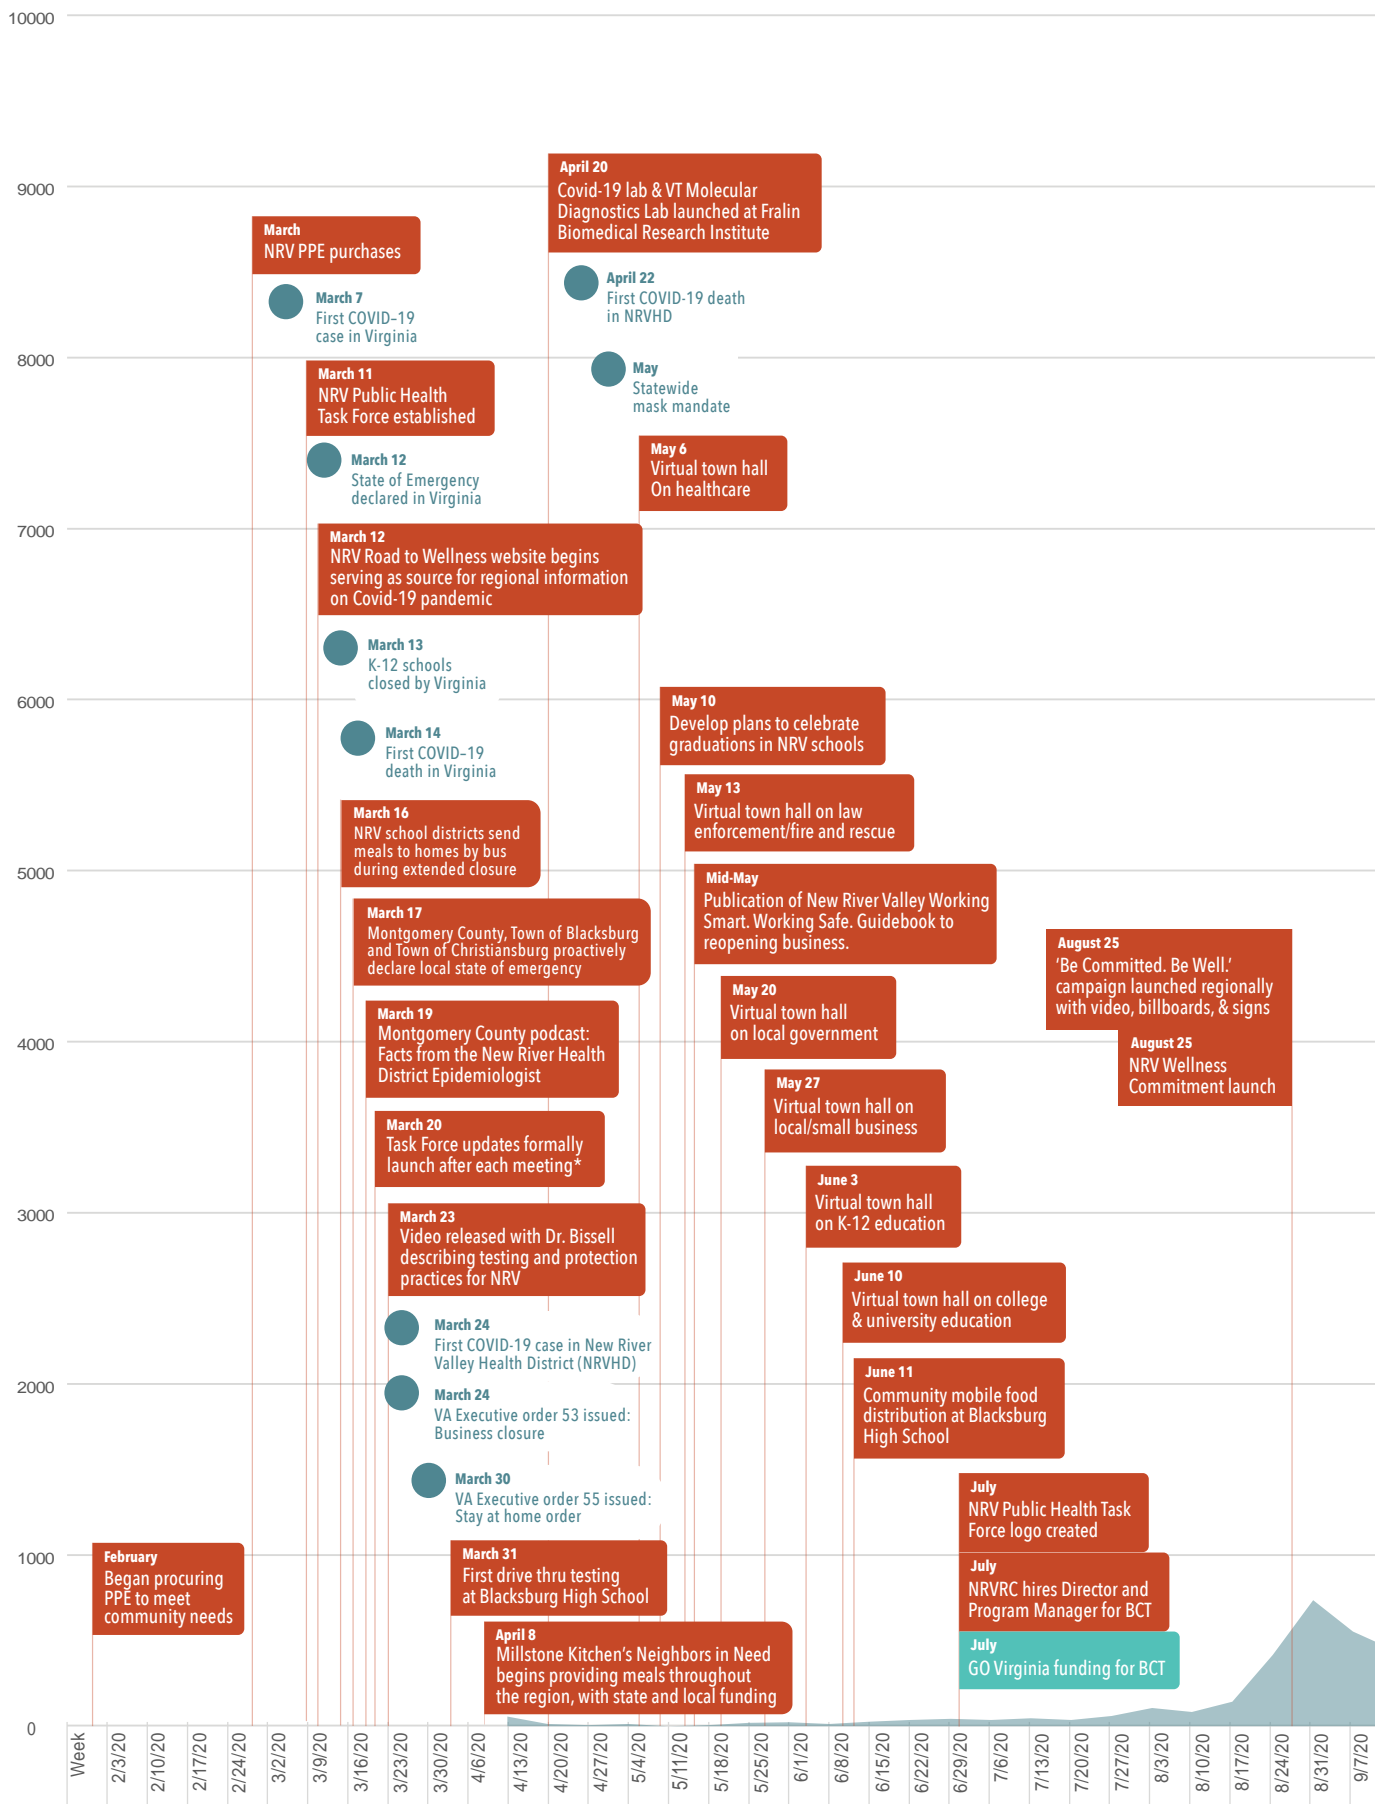 10000
9000
8000
7000
6000
5000
4000
3000
2000
1000
0
March
NRV PPE purchases
March 7
First COVID–19
case in Virginia
March 11
NRV Public Health
Task Force established
March 12
State of Emergency
declared in Virginia
March 12
NRV Road to Wellness website begins
serving as source for regional information
on Covid-19 pandemic
March 13
K-12 schools
closed by Virginia
March 14
First COVID–19
death in Virginia
March 16
NRV school districts send
meals to homes by bus
during extended closure
March 17
Montgomery County, Town of Blacksburg
and Town of Christiansburg proactively
declare local state of emergency
March 19
Montgomery County podcast:
Facts from the New River Health
District Epidemiologist
March 20
Task Force updates formally
launch after each meeting*
March 23
Video released with Dr. Bissell
describing testing and protection
practices for NRV
March 24
First COVID-19 case in New River
Valley Health District (NRVHD)
March 24
VA Executive order 53 issued:
Business closure
March 30
VA Executive order 55 issued:
Stay at home order
February
Began procuring
PPE to meet
community needs
March 31
First drive thru testing
at Blacksburg High School
April 8
Millstone Kitchen's Neighbors in Need
begins providing meals throughout
the region, with state and local funding
April 20
Covid-19 lab & VT Molecular
Diagnostics Lab launched at Fralin
Biomedical Research Institute
April 22
First COVID-19 death
in NRVHD
May
Statewide
mask mandate
May 6
Virtual town hall
On healthcare
May 10
Develop plans to celebrate
graduations in NRV schools
May 13
Virtual town hall on law
enforcement/fire and rescue
Mid-May
Publication of New River Valley Working
Smart. Working Safe. Guidebook to
reopening business.
May 20
Virtual town hall
on local government
May 27
Virtual town hall on
local/small business
June 3
Virtual town hall
on K-12 education
June 10
Virtual town hall on college
& university education
June 11
Community mobile food
distribution at Blacksburg
High School
July
NRV Public Health Task
Force logo created
July
NRVRC hires Director and
Program Manager for BCT
July
GO Virginia funding for BCT
August 25
'Be Committed. Be Well.'
campaign launched regionally
with video, billboards, & signs
August 25
NRV Wellness
Commitment launch
Week
2/3/20
2/10/20
2/17/20
2/24/20
3/2/20
3/9/20
3/16/20
3/23/20
3/30/20
4/6/20
4/13/20
4/20/20
4/27/20
5/4/20
5/11/20
5/18/20
5/25/20
6/1/20
6/8/20
6/15/20
6/22/20
6/29/20
7/6/20
7/13/20
7/20/20
7/27/20
8/3/20
8/10/20
8/17/20
8/24/20
8/31/20
9/7/20